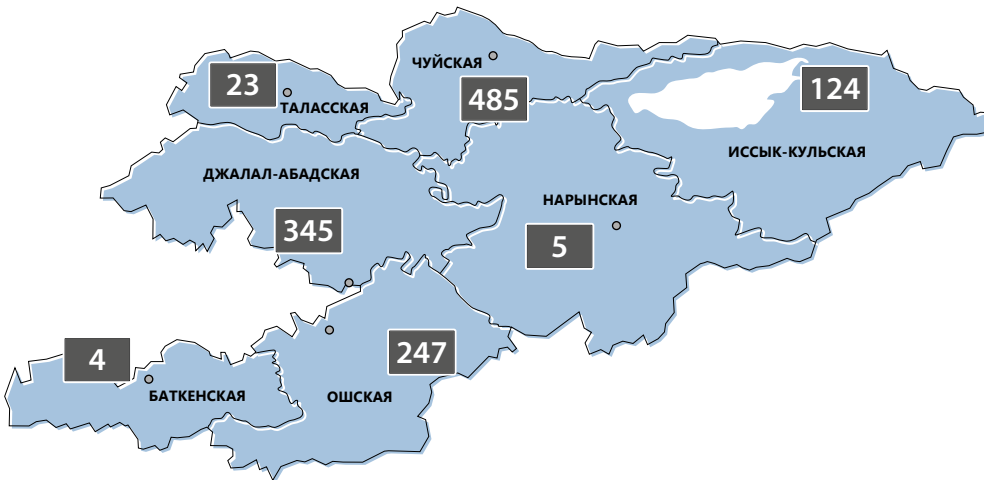 ЧУЙСКАЯ
485
23
ТАЛАССКАЯ
124
ИССЫК-КУЛЬСКАЯ
ДЖАЛАЛ-АБАДСКАЯ
345
НАРЫНСКАЯ
5
4
БАТКЕНСКАЯ
247
ОШСКАЯ